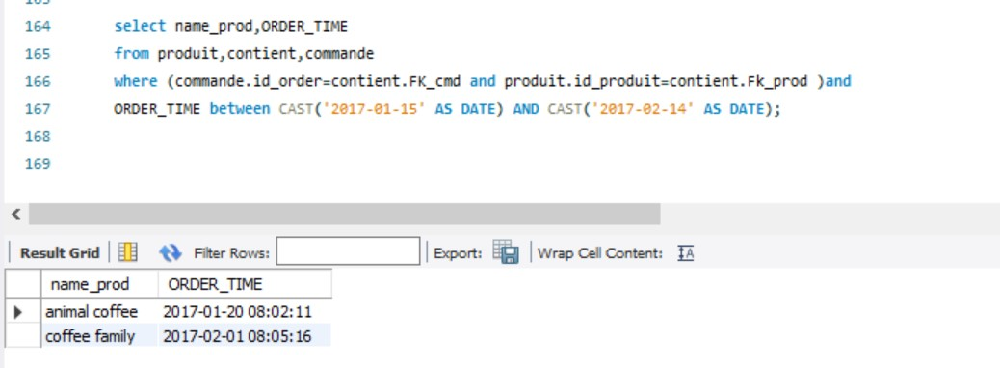 163
164 select name_prod,ORDER_TIME
165 from produit,contient,commande
166 where (commande.id_order=contient.FK_cmd and produit.id_produit=contient.Fk_prod )and
167 ORDER_TIME between CAST('2017-01-15' AS DATE) AND CAST('2017-02-14' AS DATE);
168
169
Result Grid Filter Rows: Export: Wrap Cell Content:
name_prod ORDER_TIME
animal coffee 2017-01-20 08:02:11
coffee family 2017-02-01 08:05:16